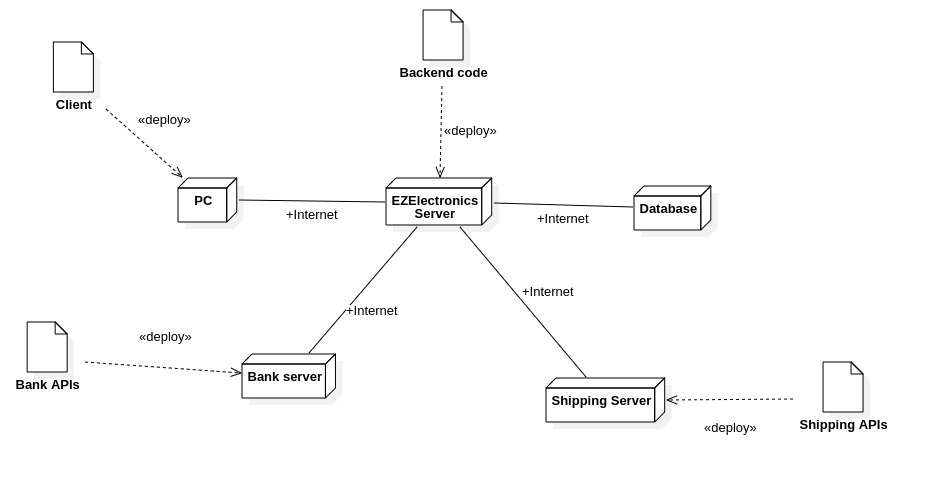 Backend code
Client
«deploy»
«deploy»
PC
EZElectronics
Server
Database
+Internet
+Internet
+Internet
+Internet
«deploy»
Bank APIs
Bank server
Shipping Server
«deploy»
Shipping APIs